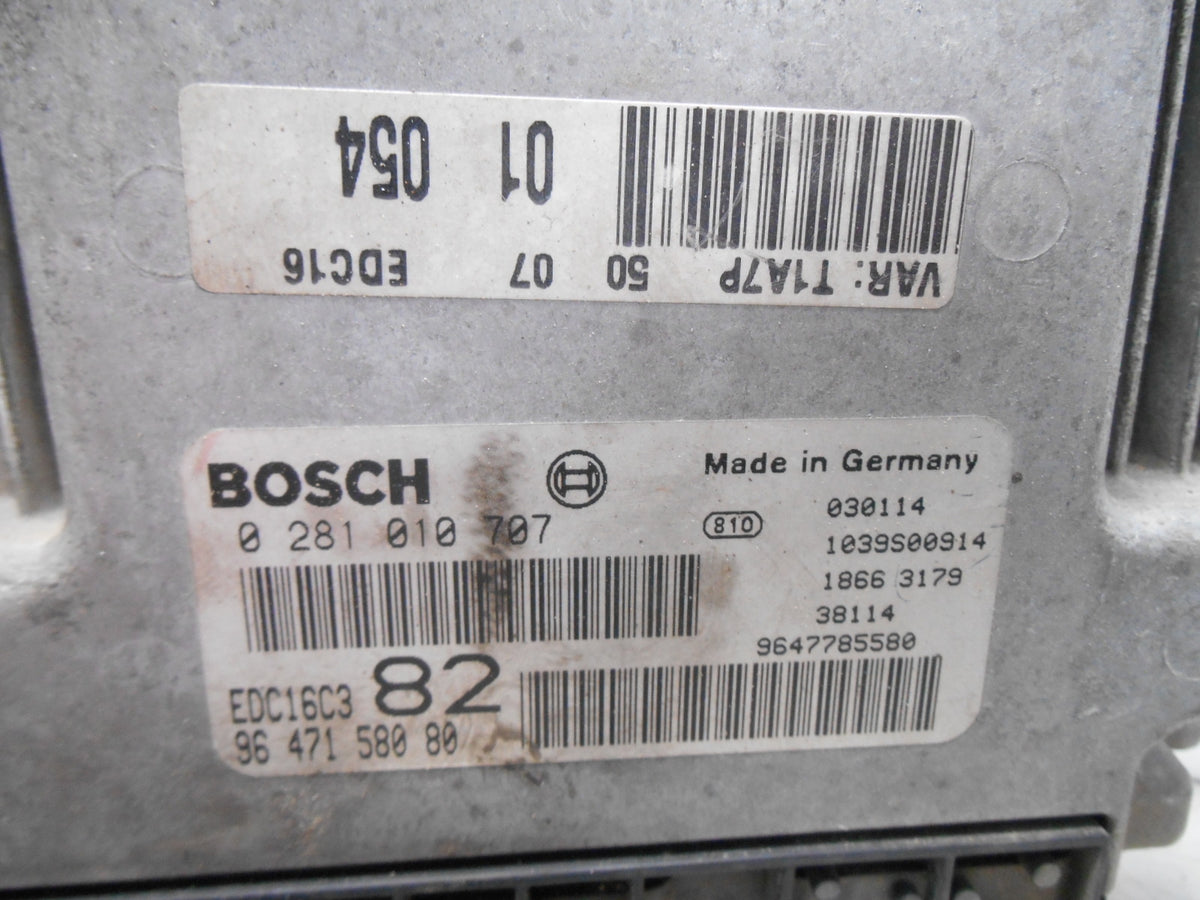 VAR: T1A7P 50 07 EDC16
01 054
BOSCH
Made in Germany
0 281 010 707
810
030114
1039S00914
1866 3179
38114
9647785580
EDC16C3 82
96 471 580 80